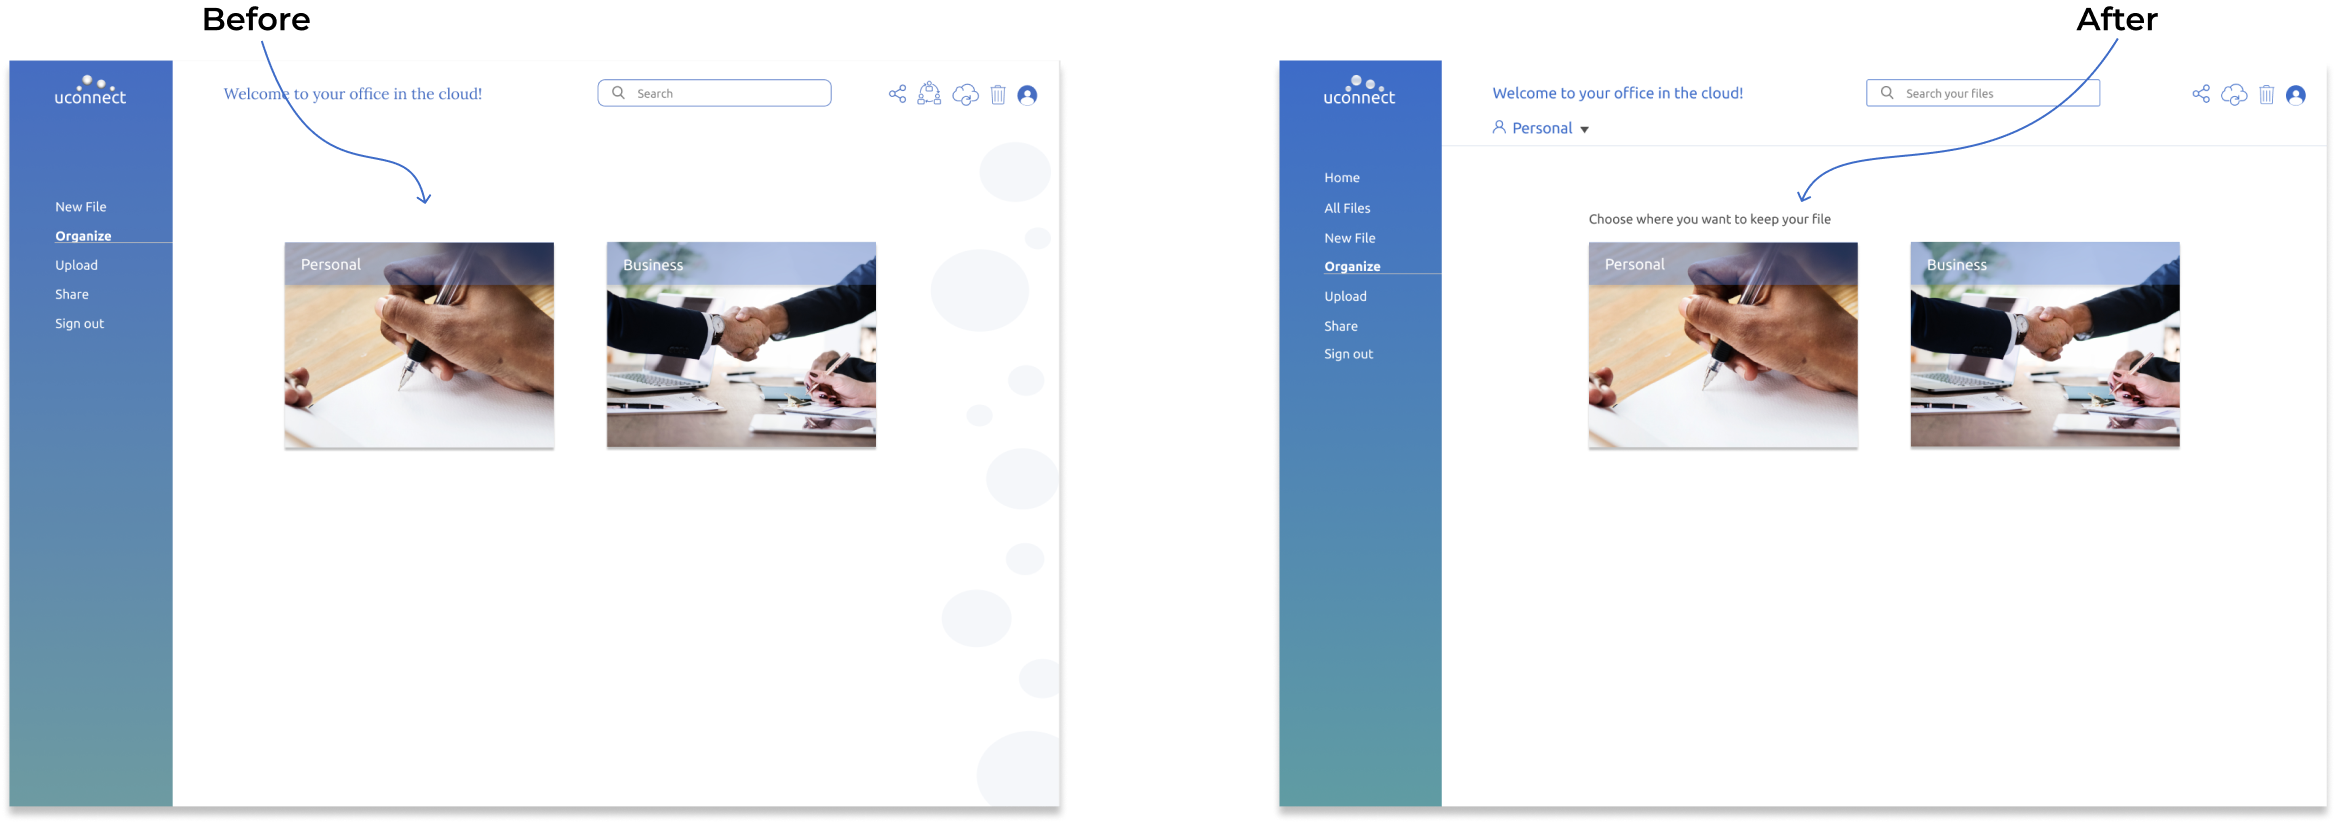 Before
uconnect
Welcome to your office in the cloud!
Search
New File
Organize
Upload
Share
Sign out
Personal
Business
After
uconnect
Welcome to your office in the cloud!
Search your files
Personal
Home
All Files
New File
Organize
Upload
Share
Sign out
Choose where you want to keep your file
Personal
Business